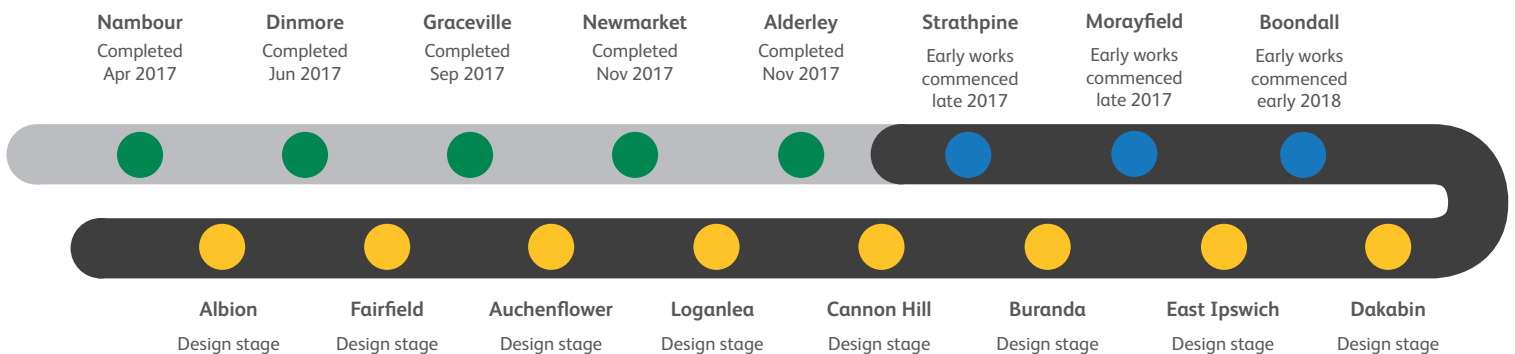 Nambour
Completed
Apr 2017
Dinmore
Completed
Jun 2017
Graceville
Completed
Sep 2017
Newmarket
Completed
Nov 2017
Alderley
Completed
Nov 2017
Strathpine
Early works
commenced
late 2017
Morayfield
Early works
commenced
late 2017
Boondall
Early works
commenced
early 2018
Albion
Design stage
Fairfield
Design stage
Auchenflower
Design stage
Loganlea
Design stage
Cannon Hill
Design stage
Buranda
Design stage
East Ipswich
Design stage
Dakabin
Design stage